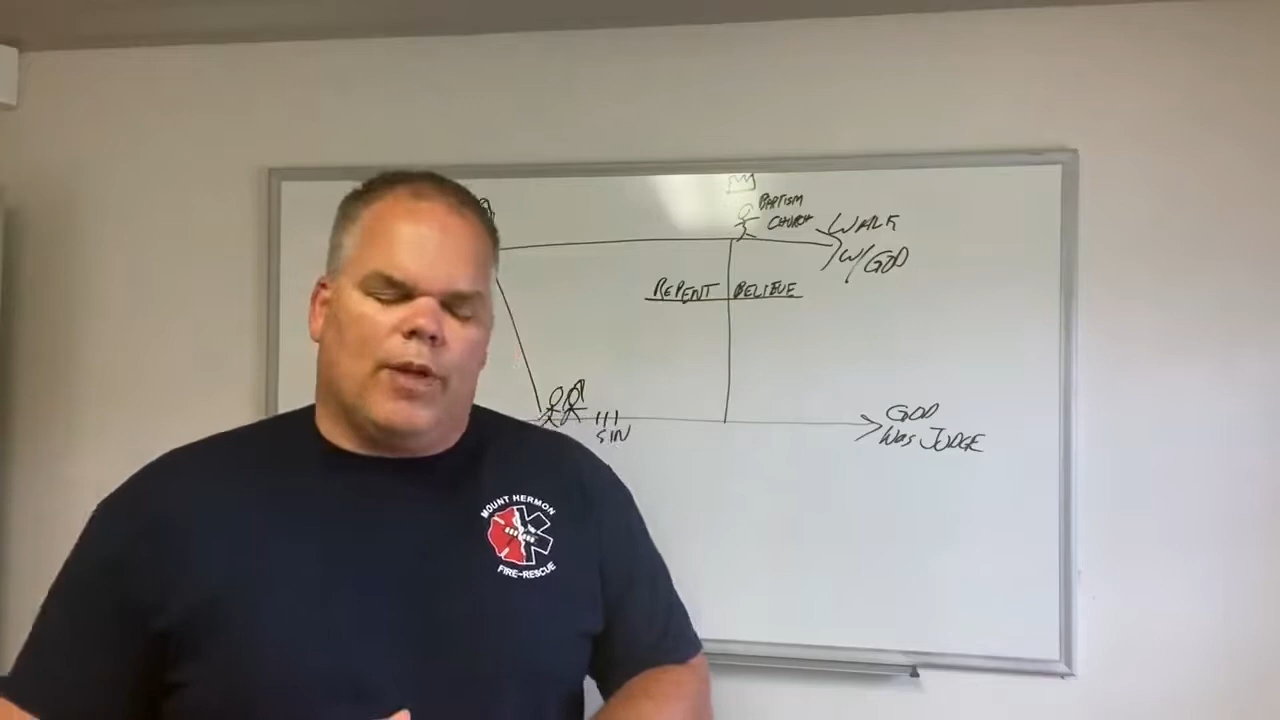 BAPTISM
CHURCH
WALK
W/ GOD
REPENT BELIEVE
SIN
GOD
WAS JUDGE
MOUNT HERMON
FIRE-RESCUE